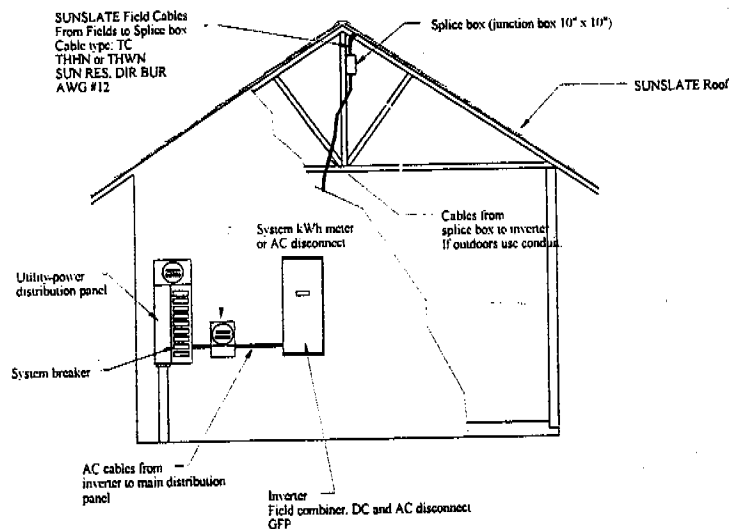 SUNSLATE Field Cables
From Fields to Splice box
Cable type: TC
THHN or THWN
SUN RES. DIR BUR
AWG #12
Splice box (junction box 10" x 10")
SUNSLATE Roof
System kWh meter
or AC disconnect
Cables from
splice box to inverter
If outdoors use conduit.
Utility-power
distribution panel
System breaker
AC cables from
inverter to main distribution
panel
Inverter
Field combiner, DC and AC disconnect
GFP